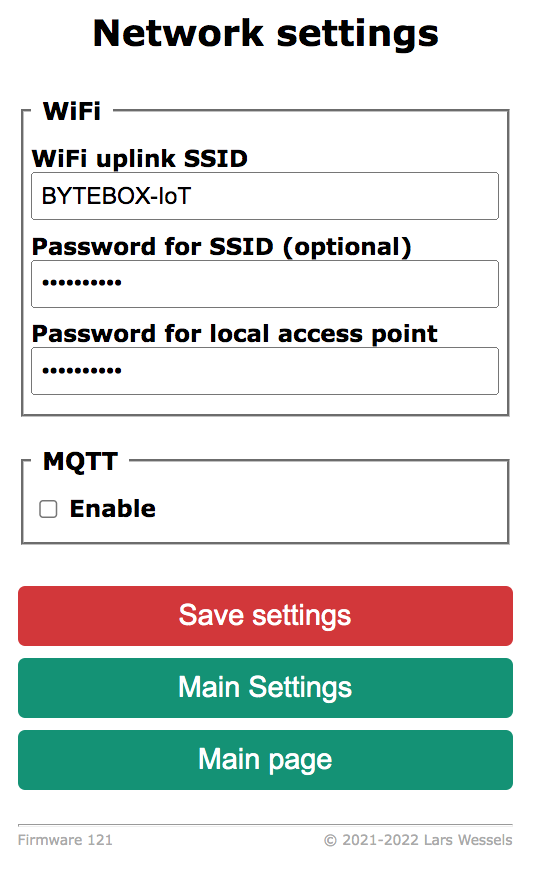 Network settings
WiFi
WiFi uplink SSID
BYTEBOX-IoT
Password for SSID (optional)
••••••••••
Password for local access point
••••••••••
MQTT
Enable
Save settings
Main Settings
Main page
Firmware 121 © 2021-2022 Lars Wessels